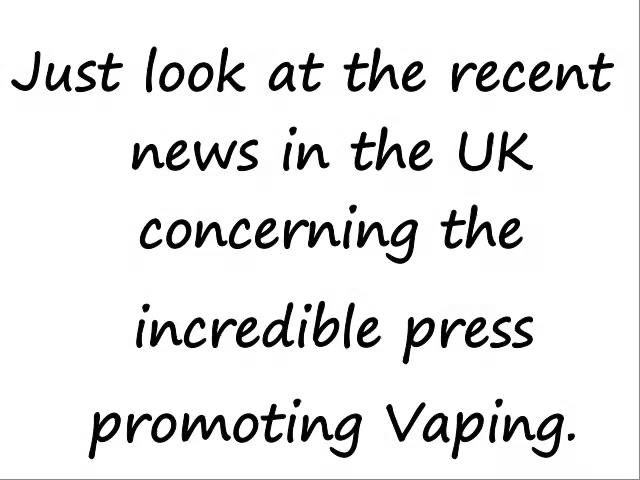 Just look at the recent
news in the UK
concerning the
incredible press
promoting Vaping.